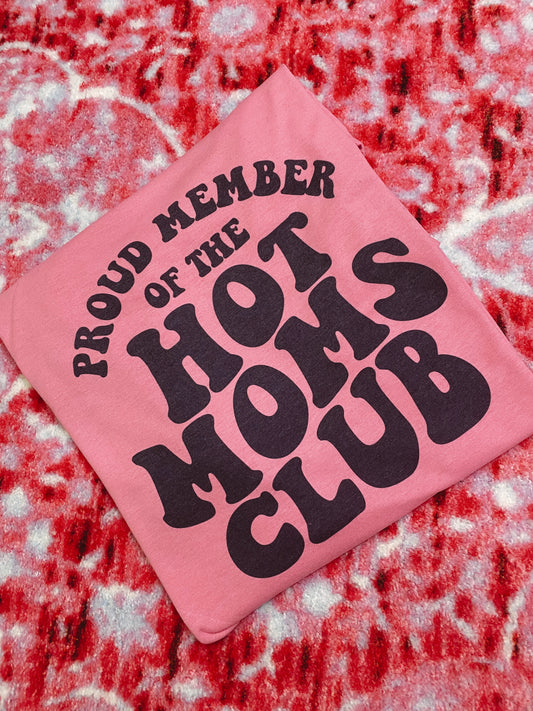 PROUD MEMBER
OF THE
HOT
MOMS
CLUB